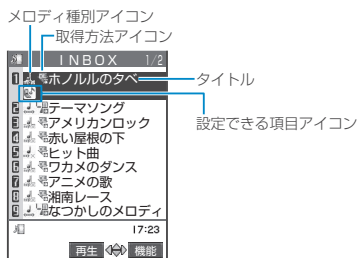 メロディ種別アイコン
取得方法アイコン
INBOX 1/2
1 ホノルルの夕べ
タイトル
設定できる項目アイコン
2 テーマソング
3 アメリカンロック
4 赤い屋根の下
5 ヒット曲
6 ワカメのダンス
7 アニメの歌
8 湘南レース
9 なつかしのメロディ
17:23
再生 機能